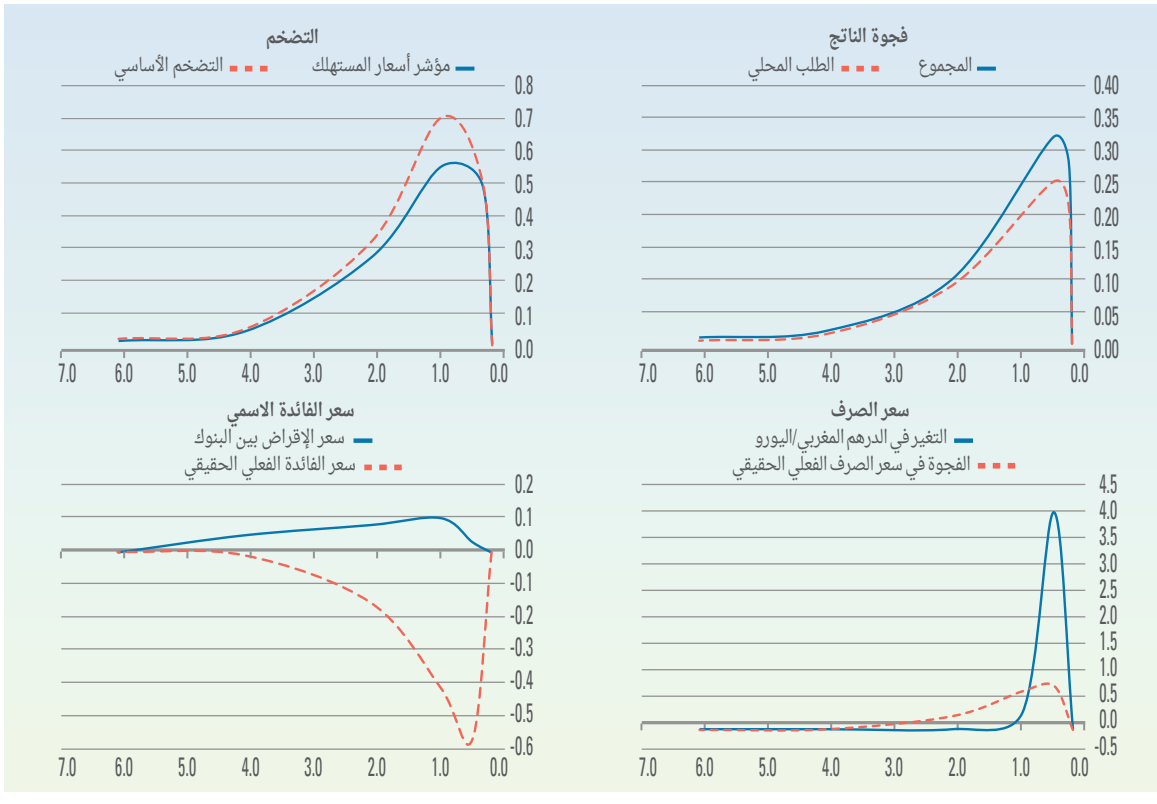 فجوة الناتج
المجموع الطلب المحلي
0.40
0.35
0.30
0.25
0.20
0.15
0.10
0.05
0.00
7.0 6.0 5.0 4.0 3.0 2.0 1.0 0.0
التضخم
مؤشر أسعار المستهلك التضخم الأساسي
0.8
0.7
0.6
0.5
0.4
0.3
0.2
0.1
0.0
7.0 6.0 5.0 4.0 3.0 2.0 1.0 0.0
سعر الصرف
التغير في الدرهم المغربي/اليورو
الفجوة في سعر الصرف الفعلي الحقيقي
4.5
4.0
3.5
3.0
2.5
2.0
1.5
1.0
0.5
0.0
-0.5
7.0 6.0 5.0 4.0 3.0 2.0 1.0 0.0
سعر الفائدة الاسمي
سعر الإقراض بين البنوك
سعر الفائدة الفعلي الحقيقي
0.2
0.1
0.0
-0.1
-0.2
-0.3
-0.4
-0.5
-0.6
7.0 6.0 5.0 4.0 3.0 2.0 1.0 0.0